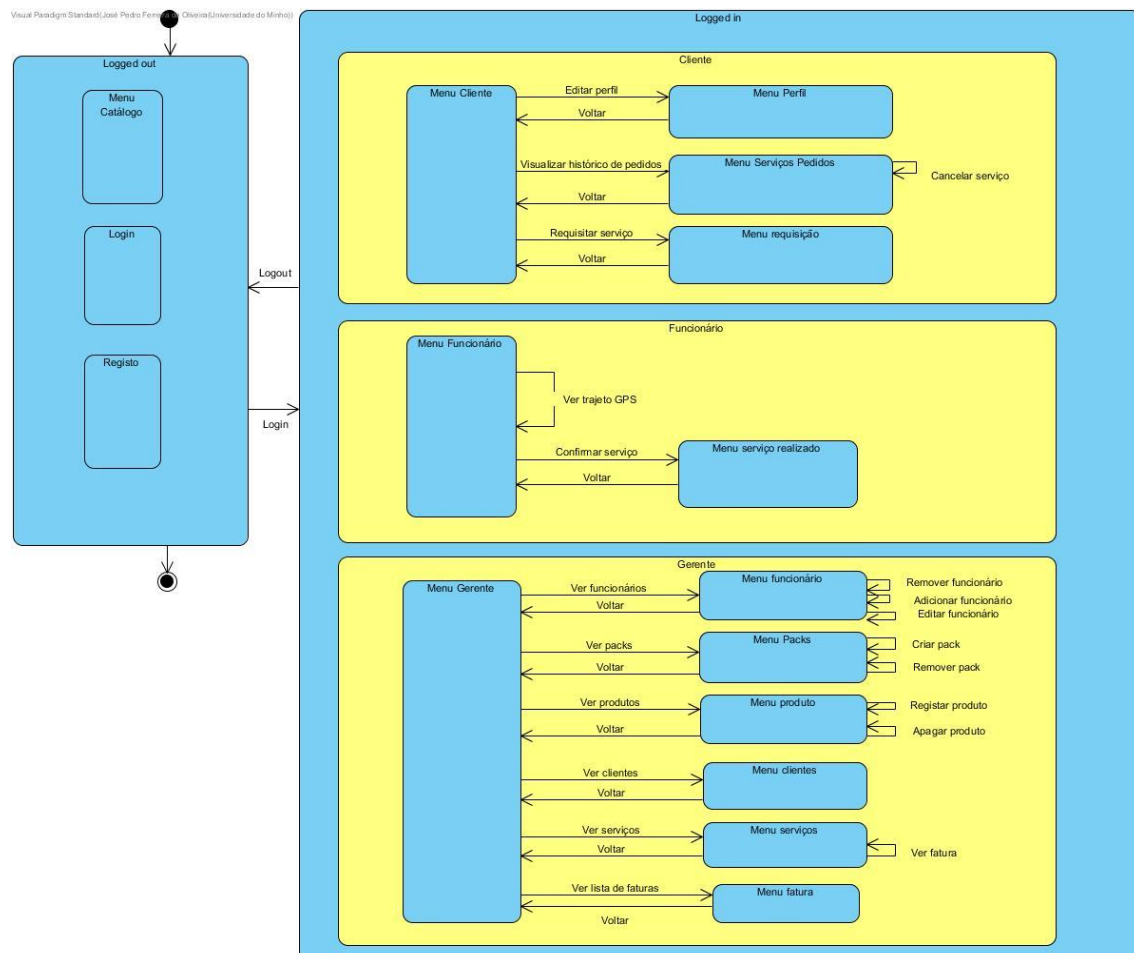 Visual Paradigm Standard(José Pedro Ferreira de Oliveira(Universidade do Minho))
Logged out
Menu
Catálogo
Login
Registo
Logout
Login
Logged in
Cliente
Menu Cliente
Editar perfil
Voltar
Menu Perfil
Visualizar histórico de pedidos
Voltar
Menu Serviços Pedidos
Cancelar serviço
Requisitar serviço
Voltar
Menu requisição
Funcionário
Menu Funcionário
Ver trajeto GPS
Confirmar serviço
Voltar
Menu serviço realizado
Gerente
Menu Gerente
Ver funcionários
Voltar
Menu funcionário
Remover funcionário
Adicionar funcionário
Editar funcionário
Ver packs
Voltar
Menu Packs
Criar pack
Remover pack
Ver produtos
Voltar
Menu produto
Registar produto
Apagar produto
Ver clientes
Voltar
Menu clientes
Ver serviços
Voltar
Menu serviços
Ver fatura
Ver lista de faturas
Voltar
Menu fatura